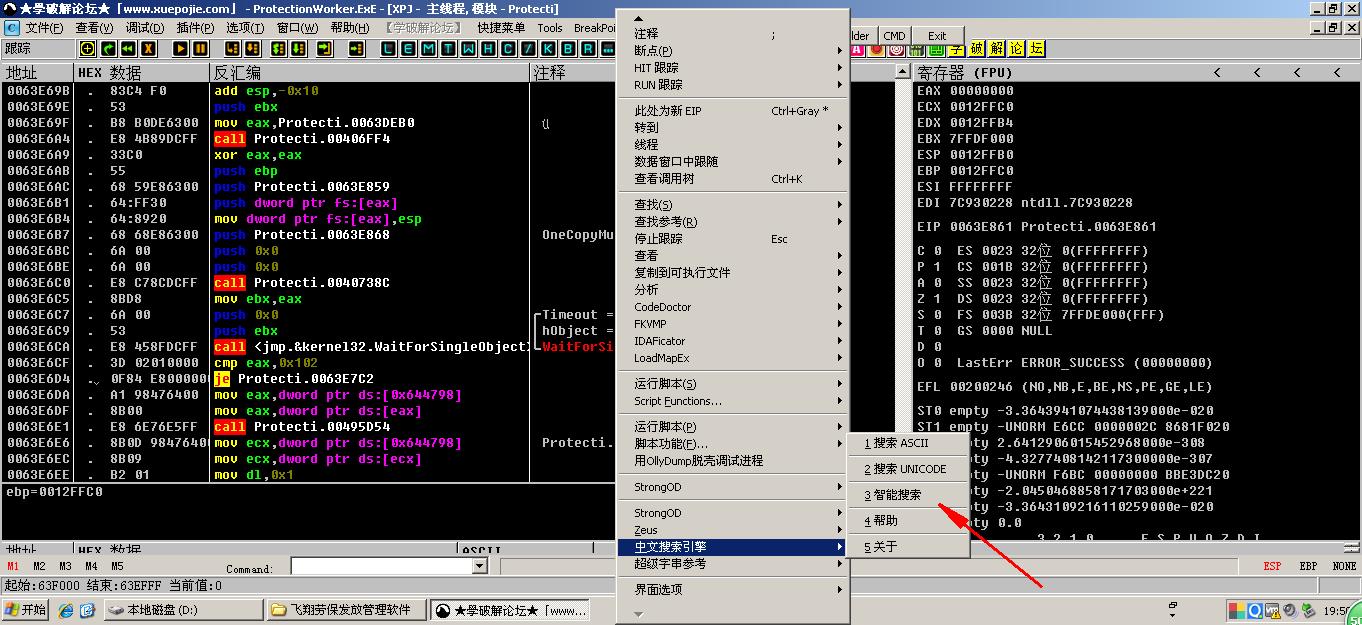 ★学破解论坛★「www.xuepojie.com」 - ProtectionWorker.ExE - [XPJ - 主线程, 模块 - Protecti]
文件(F) 查看(V) 调试(D) 插件(P) 选项(T) 窗口(W) 帮助(H) 【学破解论坛】 快捷菜单 Tools BreakPoi
lder CMD Exit
跟踪
L E M T W H C / K B R
字 破 解 论 坛
地址 HEX 数据 反汇编 注释
0063E69B . 83C4 F0 add esp,-0x10
0063E69E . 53 push ebx
0063E69F . B8 B0DE6300 mov eax,Protecti.0063DEB0
0063E6A4 . E8 4B89DCFF call Protecti.00406FF4
0063E6A9 . 33C0 xor eax,eax
0063E6AB . 55 push ebp
0063E6AC . 68 59E86300 push Protecti.0063E859
0063E6B1 . 64:FF30 push dword ptr fs:[eax]
0063E6B4 . 64:8920 mov dword ptr fs:[eax],esp
0063E6B7 . 68 68E86300 push Protecti.0063E868 OneCopyMu
0063E6BC . 6A 00 push 0x0
0063E6BE . 6A 00 push 0x0
0063E6C0 . E8 C78CDCFF call Protecti.0040738C
0063E6C5 . 8BD8 mov ebx,eax
0063E6C7 . 6A 00 push 0x0 Timeout =
0063E6C9 . 53 push ebx hObject =
0063E6CA . E8 458FDCFF call <jmp.&kernel32.WaitForSingleObject> WaitForSi
0063E6CF . 3D 02010000 cmp eax,0x102
0063E6D4 . 0F84 E8000000 je Protecti.0063E7C2
0063E6DA . A1 98476400 mov eax,dword ptr ds:[0x644798]
0063E6DF . 8B00 mov eax,dword ptr ds:[eax]
0063E6E1 . E8 6E76E5FF call Protecti.00495D54
0063E6E6 . 8B0D 98476400 mov ecx,dword ptr ds:[0x644798] Protecti.
0063E6EC . 8B09 mov ecx,dword ptr ds:[ecx]
0063E6EE . B2 01 mov dl,0x1
ebp=0012FFC0
地址 HEX 数据 ASCII
注释 ;
断点(P)
HIT 跟踪
RUN 跟踪
此处为新 EIP Ctrl+Gray *
转到
线程
数据窗口中跟随
查看调用树 Ctrl+K
查找(S)
查找参考(R)
停止跟踪 Esc
查看
复制到可执行文件
分析
CodeDoctor
FKVMP
IDAFicator
LoadMapEx
运行脚本(S)
Script Functions...
运行脚本(P)
脚本功能(F)...
用OllyDump脱壳调试进程
StrongOD
StrongOD
Zeus
中文搜索引擎
超级字串参考
界面选项
1 搜索 ASCII
2 搜索 UNICODE
3 智能搜索
4 帮助
5 关于
寄存器 (FPU) < < < <
EAX 00000000
ECX 0012FFC0
EDX 0012FFB4
EBX 7FFDF000
ESP 0012FFB0
EBP 0012FFC0
ESI FFFFFFFF
EDI 7C930228 ntdll.7C930228
EIP 0063E861 Protecti.0063E861
C 0 ES 0023 32位 0(FFFFFFFF)
P 1 CS 001B 32位 0(FFFFFFFF)
A 0 SS 0023 32位 0(FFFFFFFF)
Z 1 DS 0023 32位 0(FFFFFFFF)
S 0 FS 003B 32位 7FFDE000(FFF)
T 0 GS 0000 NULL
D 0
O 0 LastErr ERROR_SUCCESS (00000000)
EFL 00200246 (NO,NB,E,BE,NS,PE,GE,LE)
ST0 empty -3.3643941074438139000e-020
ST1 empty -UNORM E6CC 0000002C 8681F020
pty 2.6412906015452968000e-308
pty -4.3277408142117300000e-307
pty -UNORM F6BC 00000000 BBE3DC20
pty -2.0450468858171703000e+221
pty -3.3643109216110259000e-020
ty 0.0
3 2 1 0 E S P U O Z D I
M1 M2 M3 M4 M5 Command: ESP EBP NONE
起始:63F000 结束:63EFFF 当前值:0
开始 本地磁盘 (D:) 飞翔劳保发放管理软件 ★学破解论坛★「www... 19:50